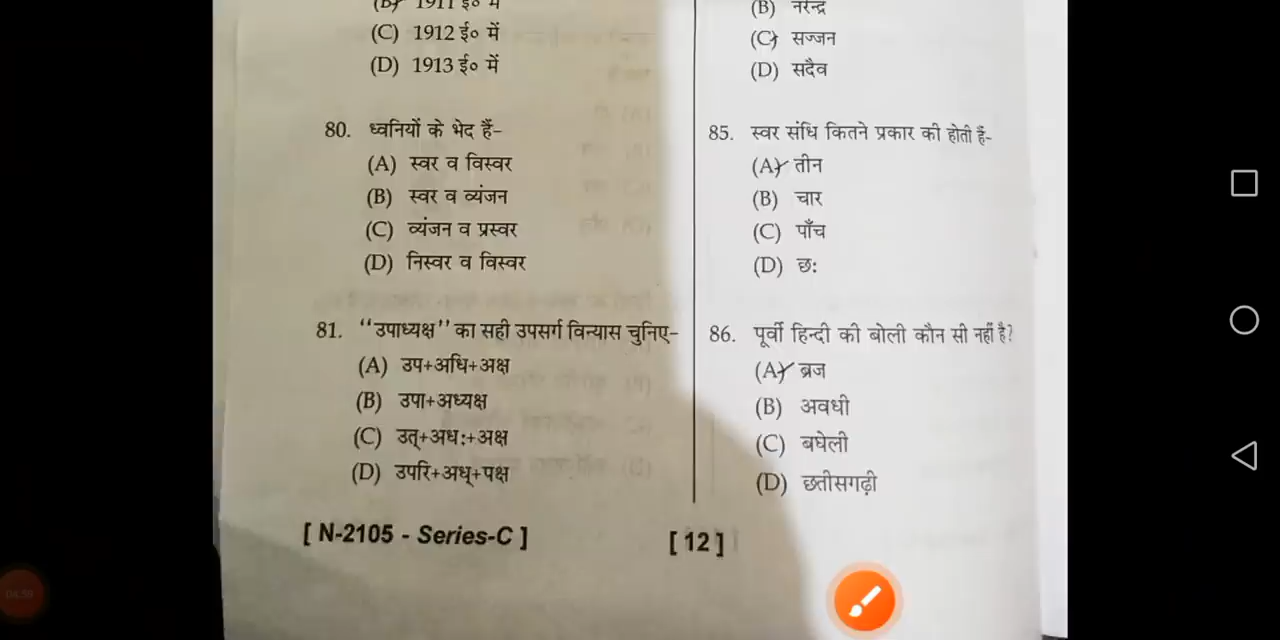 (B) 1911 ई० में
(C) 1912 ई० में
(D) 1913 ई० में
80. ध्वनियों के भेद हैं-
(A) स्वर व विस्वर
(B) स्वर व व्यंजन
(C) व्यंजन व प्रस्वर
(D) निस्वर व विस्वर
81. “उपाध्यक्ष” का सही उपसर्ग विन्यास चुनिए-
(A) उप+अधि+अक्ष
(B) उपा+अध्यक्ष
(C) उत्+अधः+अक्ष
(D) उपरि+अध्+पक्ष
(B) नरेन्द्र
(C) सज्जन
(D) सदैव
85. स्वर संधि कितने प्रकार की होती हैं-
(A) तीन
(B) चार
(C) पाँच
(D) छः
86. पूर्वी हिन्दी की बोली कौन सी नहीं है?
(A) ब्रज
(B) अवधी
(C) बघेली
(D) छतीसगढ़ी
[ N-2105 - Series-C ] [ 12 ]